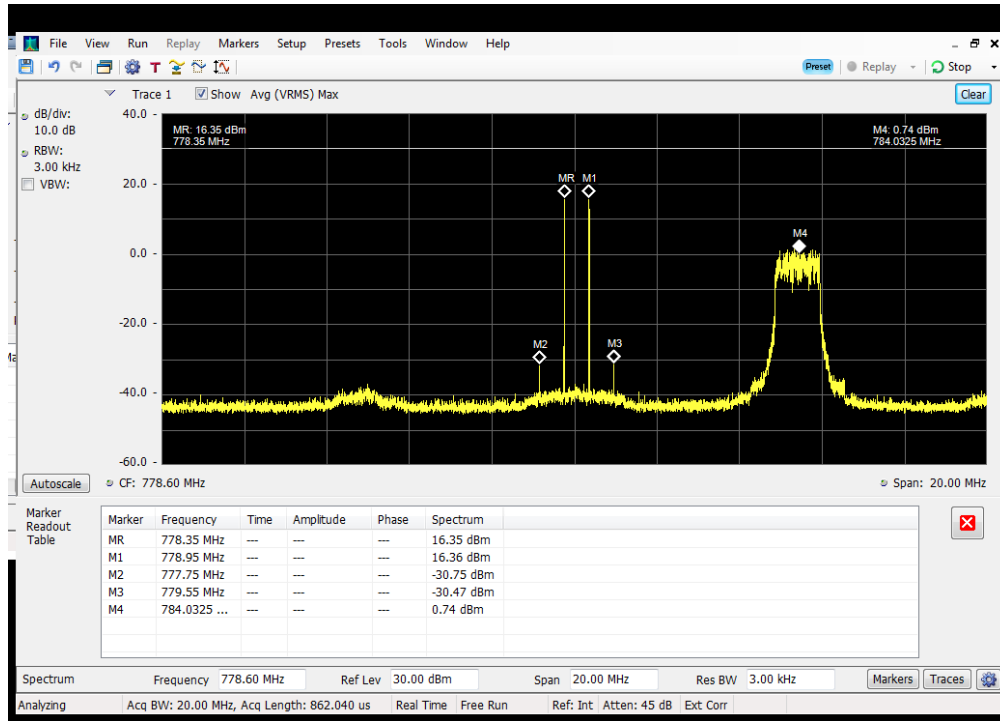 File View Run Replay Markers Setup Presets Tools Window Help
T Preset Replay Stop
Trace 1 Show Avg (VRMS) Max Clear
dB/div:
10.0 dB
RBW:
3.00 kHz
VBW:
40.0
20.0
0.0
-20.0
-40.0
-60.0
MR: 16.35 dBm
778.35 MHz
M4: 0.74 dBm
784.0325 MHz
MR M1
M4
M2 M3
Autoscale CF: 778.60 MHz Span: 20.00 MHz
Marker
Readout
Table
Marker Frequency Time Amplitude Phase Spectrum
MR 778.35 MHz --- --- --- 16.35 dBm
M1 778.95 MHz --- --- --- 16.36 dBm
M2 777.75 MHz --- --- --- -30.75 dBm
M3 779.55 MHz --- --- --- -30.47 dBm
M4 784.0325 ... --- --- --- 0.74 dBm
Spectrum Frequency 778.60 MHz Ref Lev 30.00 dBm Span 20.00 MHz Res BW 3.00 kHz Markers Traces
Analyzing Acq BW: 20.00 MHz, Acq Length: 862.040 us Real Time Free Run Ref: Int Atten: 45 dB Ext Corr